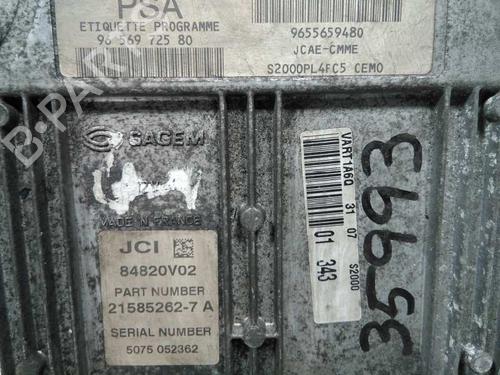 PSA
ETIQUETTE PROGRAMME
96 569 725 80
9655659480
JCAE-CMME
S2000PL4FC5 CEMO
B-PARTS
SAGEM
MADE IN FRANCE
JCI
84820V02
PART NUMBER
21585262-7 A
SERIAL NUMBER
5075 052362
VART1A6Q 31 07 S2000
01 343
35993